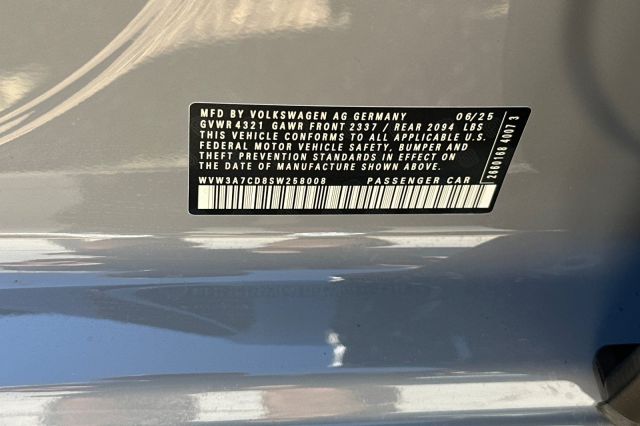 MFD BY VOLKSWAGEN AG GERMANY 06/25
GVWR 4321 GAWR FRONT 2337 / REAR 2094 LBS
THIS VEHICLE CONFORMS TO ALL APPLICABLE U.S.
FEDERAL MOTOR VEHICLE SAFETY, BUMPER AND
THEFT PREVENTION STANDARDS IN EFFECT ON
THE DATE OF MANUFACTURE SHOWN ABOVE.
WVW3A7CD8SW258008 PASSENGER CAR
2660168 4007 3